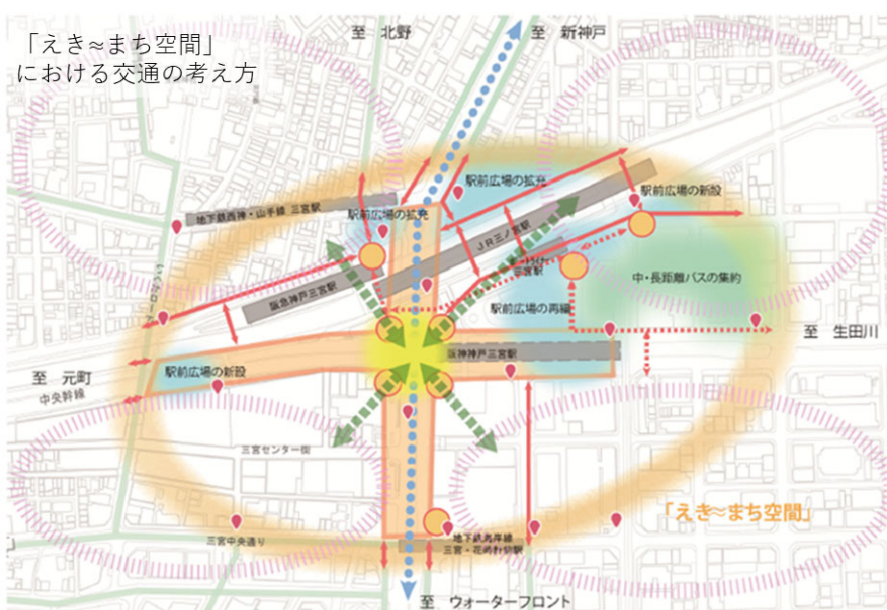 「えき≈まち空間」
における交通の考え方
至 北野
至 新神戸
駅前広場の拡充
駅前広場の新設
地下鉄西神・山手線 三宮駅
駅前広場の拡充
JR三ノ宮駅
三宮駅
中・長距離バスの集約
阪急神戸三宮駅
駅前広場の再編
至 生田川
阪神神戸三宮駅
駅前広場の新設
至 元町
中央幹線
三宮センター街
「えき≈まち空間」
三宮中央通り
地下鉄海岸線
三宮・花時計前駅
至 ウォーターフロント